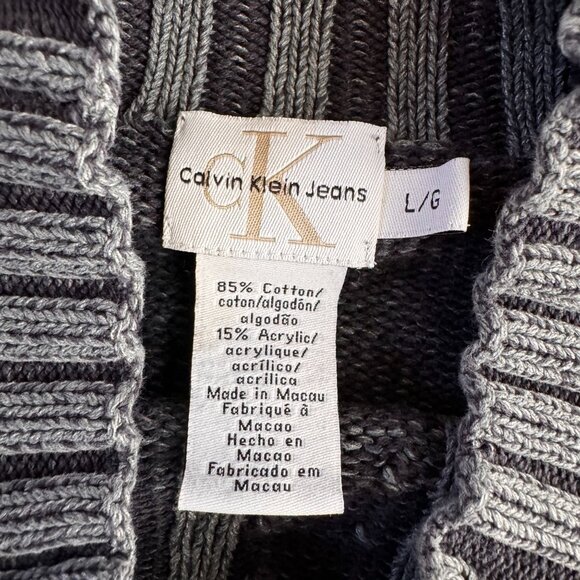 cK
Calvin Klein Jeans
L/G
85% Cotton/
coton/algodón/
algodão
15% Acrylic/
acrylique/
acrílico/
acrilica
Made in Macau
Fabriqué à
Macao
Hecho en
Macao
Fabricado em
Macau